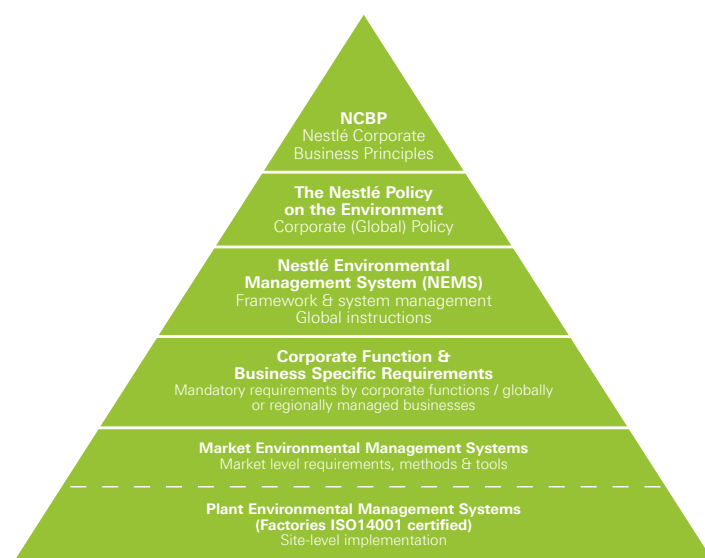 NCBP
Nestlé Corporate
Business Principles
The Nestlé Policy
on the Environment
Corporate (Global) Policy
Nestlé Environmental
Management System (NEMS)
Framework & system management
Global instructions
Corporate Function &
Business Specific Requirements
Mandatory requirements by corporate functions / globally
or regionally managed businesses
Market Environmental Management Systems
Market level requirements, methods & tools
Plant Environmental Management Systems
(Factories ISO14001 certified)
Site-level implementation